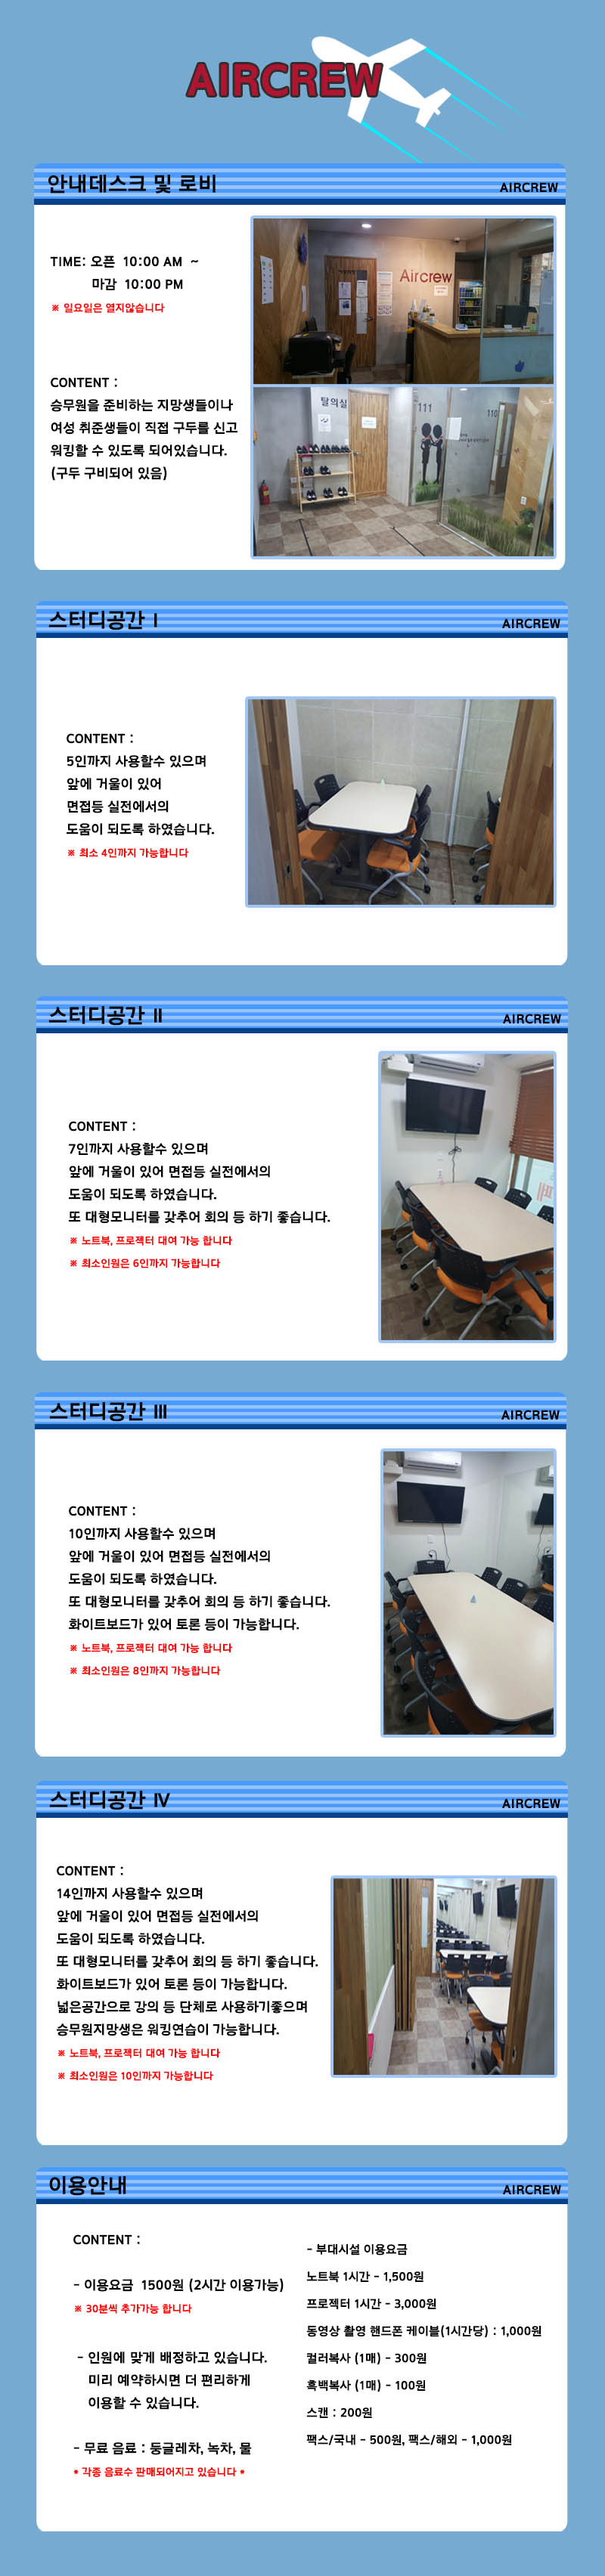 AIRCREW
안내데스크 및 로비
AIRCREW
TIME: 오픈 10:00 AM ~
마감 10:00 PM
※ 일요일은 열지않습니다
CONTENT :
승무원을 준비하는 지망생들이나
여성 취준생들이 직접 구두를 신고
워킹할 수 있도록 되어있습니다.
(구두 구비되어 있음)
Aircrew
탈의실
111
110
스터디공간 Ⅰ
AIRCREW
CONTENT :
5인까지 사용할수 있으며
앞에 거울이 있어
면접등 실전에서의
도움이 되도록 하였습니다.
※ 최소 4인까지 가능합니다
스터디공간 Ⅱ
AIRCREW
CONTENT :
7인까지 사용할수 있으며
앞에 거울이 있어 면접등 실전에서의
도움이 되도록 하였습니다.
또 대형모니터를 갖추어 회의 등 하기 좋습니다.
※ 노트북, 프로젝터 대여 가능 합니다
※ 최소인원은 6인까지 가능합니다
스터디공간 Ⅲ
AIRCREW
CONTENT :
10인까지 사용할수 있으며
앞에 거울이 있어 면접등 실전에서의
도움이 되도록 하였습니다.
또 대형모니터를 갖추어 회의 등 하기 좋습니다.
화이트보드가 있어 토론 등이 가능합니다.
※ 노트북, 프로젝터 대여 가능 합니다
※ 최소인원은 8인까지 가능합니다
스터디공간 Ⅳ
AIRCREW
CONTENT :
14인까지 사용할수 있으며
앞에 거울이 있어 면접등 실전에서의
도움이 되도록 하였습니다.
또 대형모니터를 갖추어 회의 등 하기 좋습니다.
화이트보드가 있어 토론 등이 가능합니다.
넓은공간으로 강의 등 단체로 사용하기좋으며
승무원지망생은 워킹연습이 가능합니다.
※ 노트북, 프로젝터 대여 가능 합니다
※ 최소인원은 10인까지 가능합니다
이용안내
AIRCREW
CONTENT :
- 이용요금 1500원 (2시간 이용가능)
※ 30분씩 추가가능 합니다
- 인원에 맞게 배정하고 있습니다.
미리 예약하시면 더 편리하게
이용할 수 있습니다.
- 무료 음료 : 둥글레차, 녹차, 물
* 각종 음료수 판매되어지고 있습니다 *
- 부대시설 이용요금
노트북 1시간 - 1,500원
프로젝터 1시간 - 3,000원
동영상 촬영 핸드폰 케이블(1시간당) : 1,000원
컬러복사 (1매) - 300원
흑백복사 (1매) - 100원
스캔 : 200원
팩스/국내 - 500원, 팩스/해외 - 1,000원